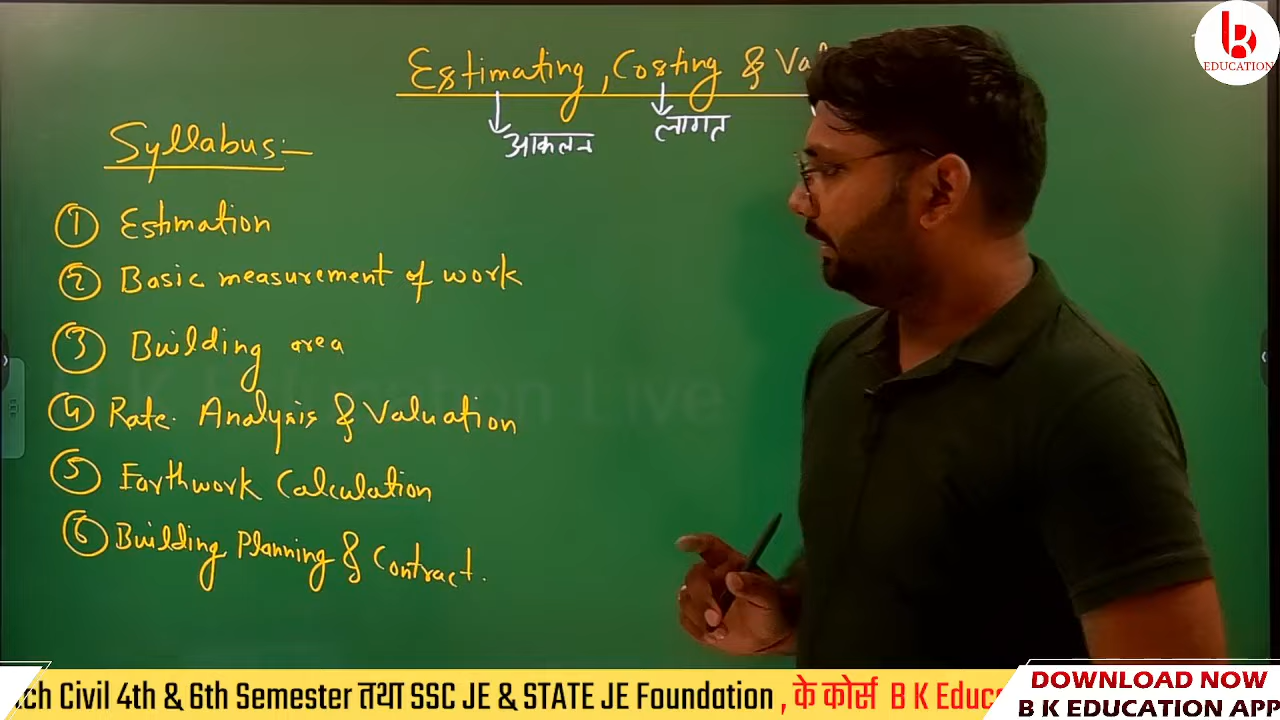 Estimating, Costing & Val
आकलन
लागत
Syllabus:-
① Estimation
② Basic measurement of work
③ Building area
④ Rate. Analysis & Valuation
⑤ Earthwork Calculation
⑥ Building Planning & Contract.
B K Education Live
EDUCATION
ch Civil 4th & 6th Semester तथा SSC JE & STATE JE Foundation , के कोर्स B K Educ
DOWNLOAD NOW
B K EDUCATION APP